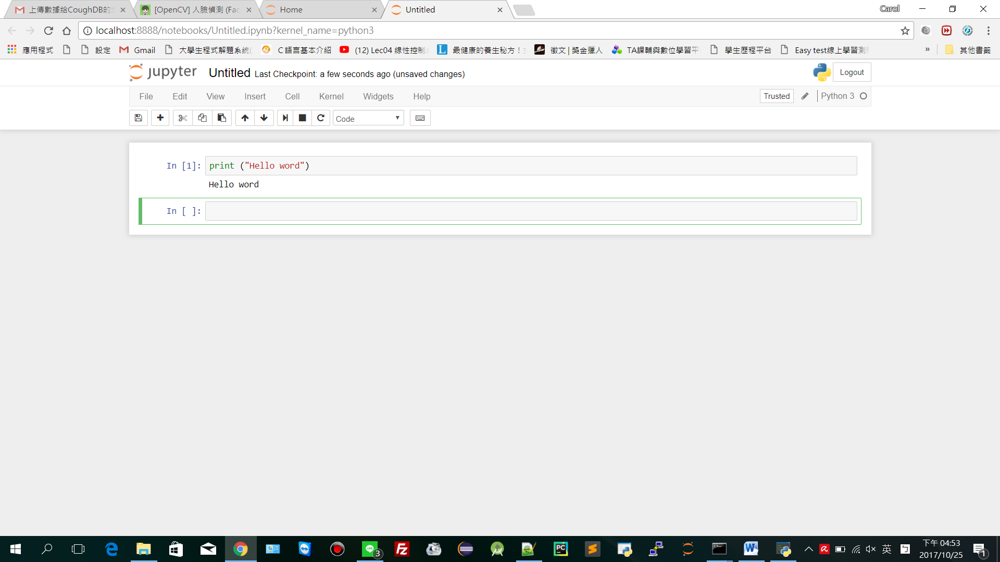 上傳數據給CoughDB的
[OpenCV] 人臉偵測 (Fac
Home
Untitled
Carol
localhost:8888/notebooks/Untitled.ipynb?kernel_name=python3
應用程式
設定
Gmail
大學生程式解題系統(
C語言基本介紹
(12) Lec04 線性控制
最健康的養生秘方！
徵文 | 獎金獵人
TA課輔與數位學習平
學生歷程平台
Easy test線上學習測
»
其他書籤
jupyter
Untitled Last Checkpoint: a few seconds ago (unsaved changes)
Logout
File Edit View Insert Cell Kernel Widgets Help
Trusted
Python 3
Code
In [1]: print ("Hello word")
Hello word
In [ ]:
LINE
3
英
下午 04:53
2017/10/25
1